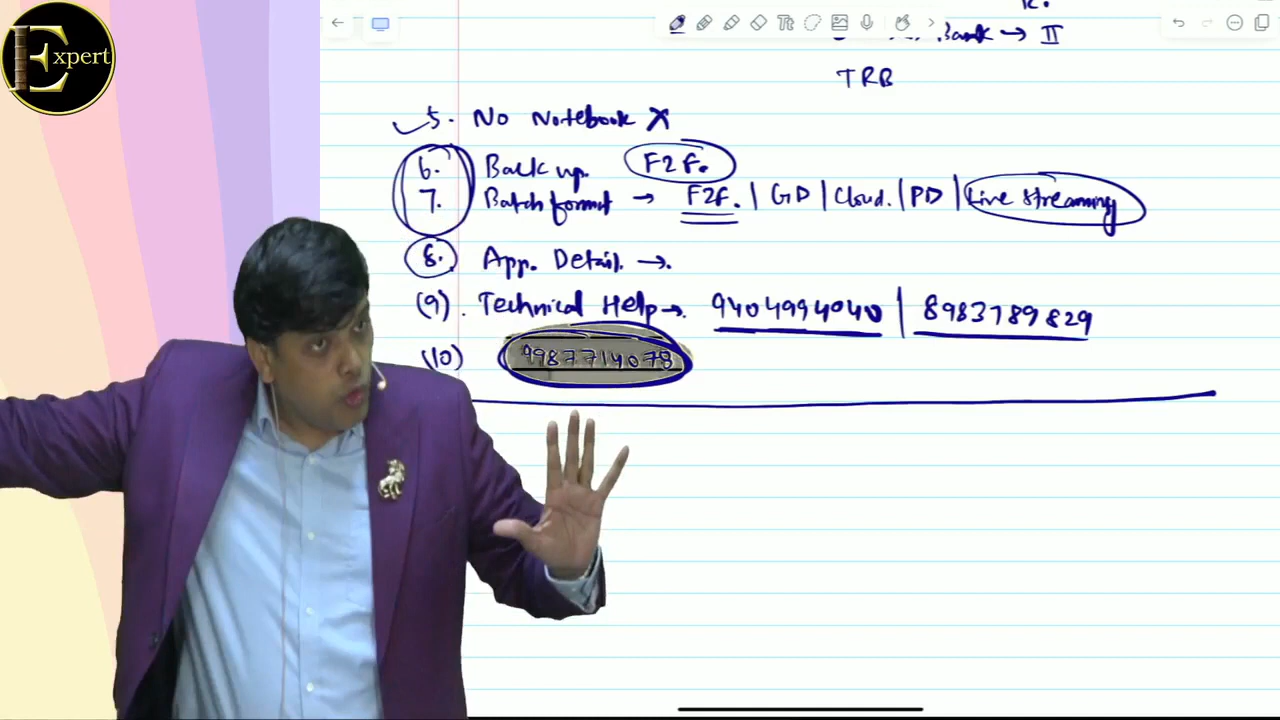 Expert
Bank → II
TRB
5. No Notebook X
6. Back up. F2F.
7. Batch format → F2F. | GD | Cloud. | PD | Live Streaming
8. App. Detail. →.
(9). Technical Help →. 9404994040 | 8983789829
(10)